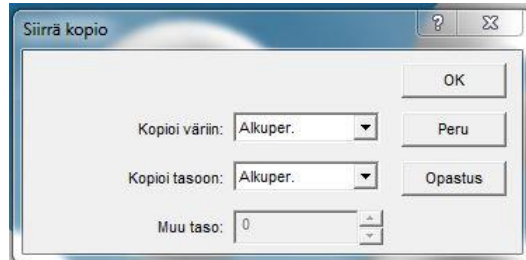 Siirrä kopio
OK
Kopioi väriin: Alkuper.
Peru
Kopioi tasoon: Alkuper.
Opastus
Muu taso: 0